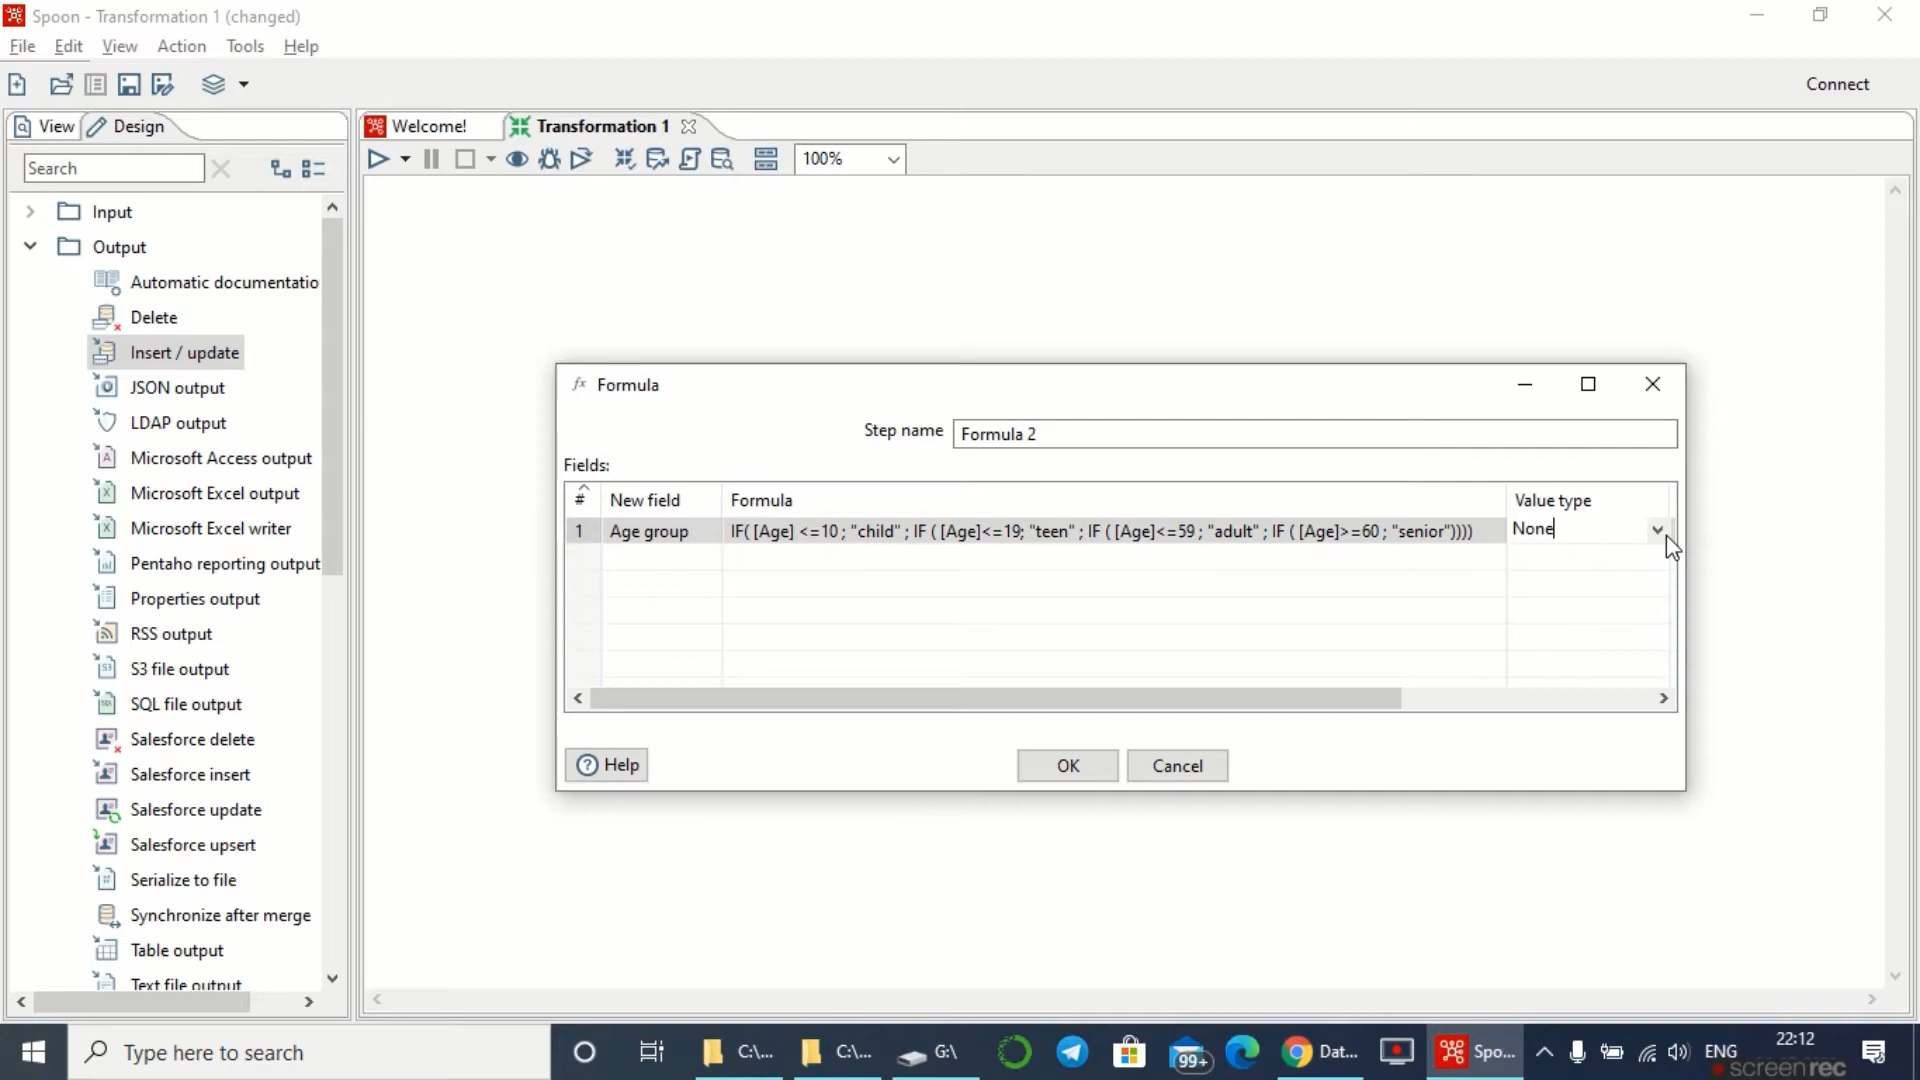 Spoon - Transformation 1 (changed)
File Edit View Action Tools Help
Connect
View Design
Welcome! Transformation 1
Search
100%
Input
Output
Automatic documentatio
Delete
Insert / update
JSON output
LDAP output
Microsoft Access output
Microsoft Excel output
Microsoft Excel writer
Pentaho reporting output
Properties output
RSS output
S3 file output
SQL file output
Salesforce delete
Salesforce insert
Salesforce update
Salesforce upsert
Serialize to file
Synchronize after merge
Table output
Text file output
Formula
Step name Formula 2
Fields:
# New field Formula Value type
1 Age group IF( [Age] <=10 ; "child" ; IF ( [Age]<=19; "teen" ; IF ( [Age]<=59 ; "adult" ; IF ( [Age]>=60 ; "senior")))) None
Help OK Cancel
Type here to search C:\... C:\... G:\ 99+ Dat... Spo... ENG 22:12
screenrec